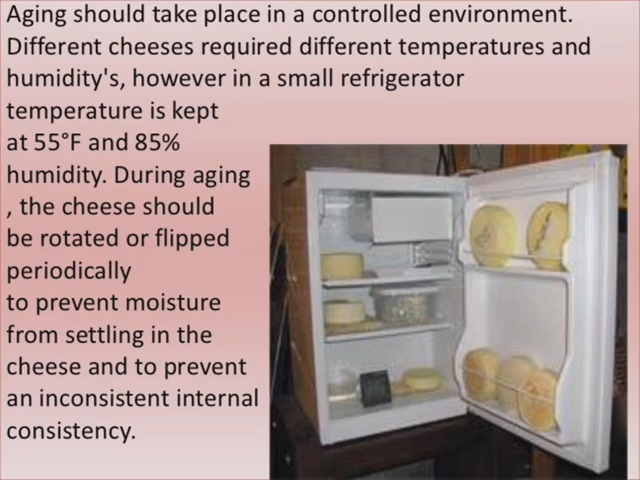 Aging should take place in a controlled environment.
Different cheeses required different temperatures and
humidity's, however in a small refrigerator
temperature is kept
at 55°F and 85%
humidity. During aging
, the cheese should
be rotated or flipped
periodically
to prevent moisture
from settling in the
cheese and to prevent
an inconsistent internal
consistency.